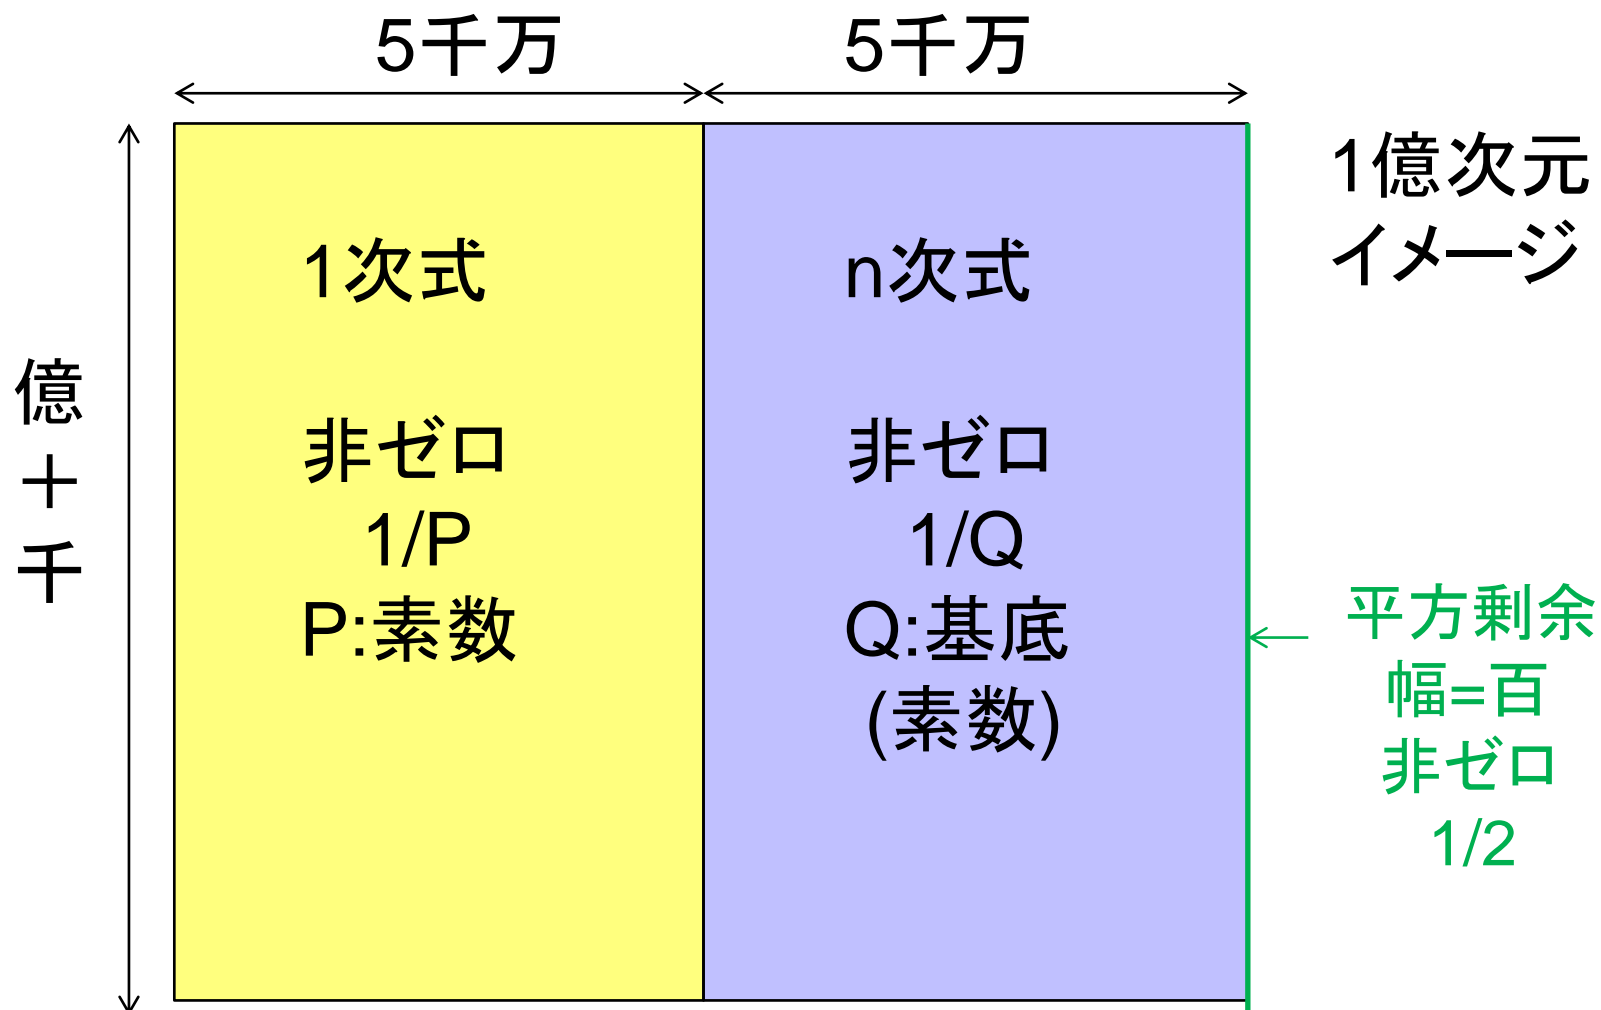 5千万
5千万
1億次元
イメージ
億
＋
千
1次式
非ゼロ
1/P
P:素数
n次式
非ゼロ
1/Q
Q:基底
(素数)
平方剰余
幅=百
非ゼロ
1/2